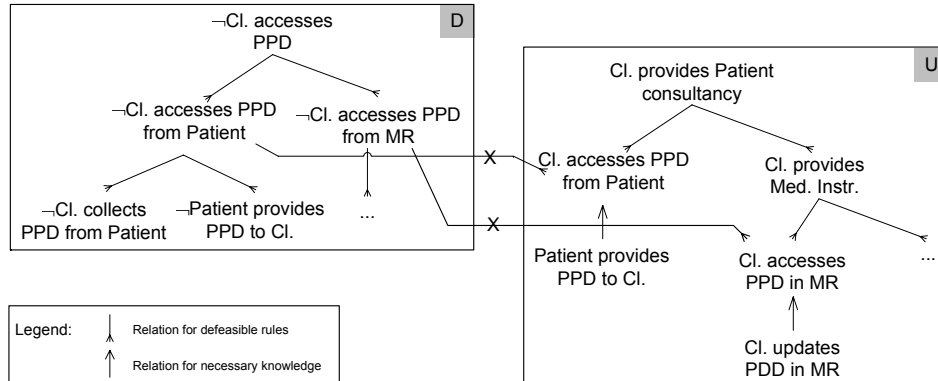 ¬Cl. accesses
PPD
D
¬Cl. accesses PPD
from Patient
¬Cl. accesses PPD
from MR
¬Cl. collects
PPD from Patient
¬Patient provides
PPD to Cl.
...
X
X
U
Cl. provides Patient
consultancy
Cl. accesses PPD
from Patient
Cl. provides
Med. Instr.
Patient provides
PPD to Cl.
Cl. accesses
PPD in MR
...
Cl. updates
PDD in MR
Legend:
Relation for defeasible rules
Relation for necessary knowledge